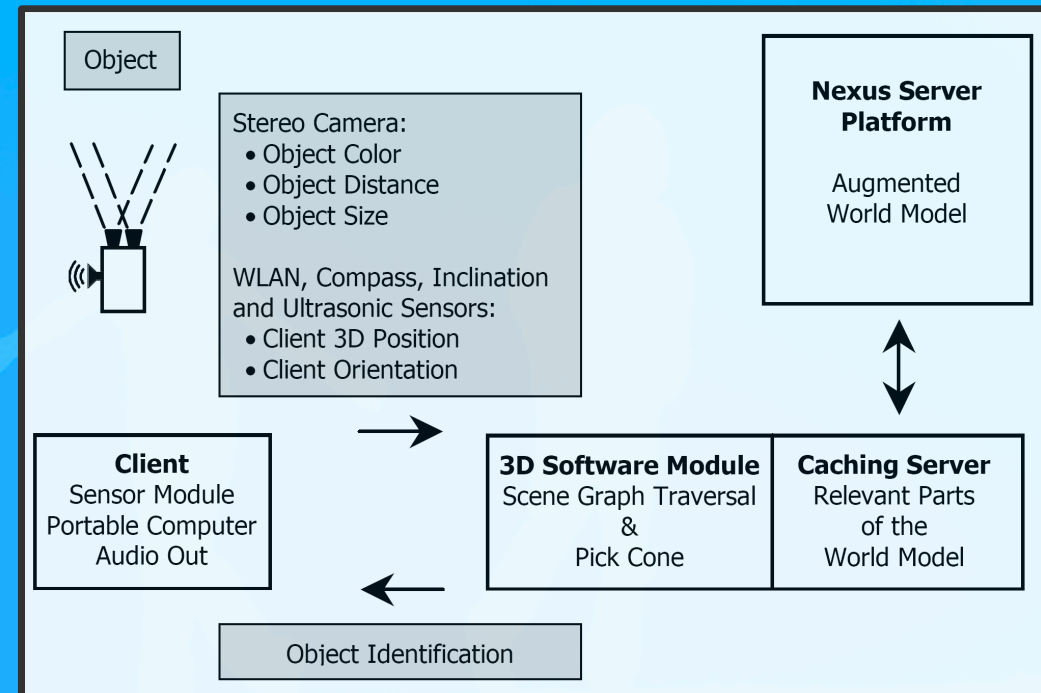 Object
Stereo Camera:
• Object Color
• Object Distance
• Object Size
WLAN, Compass, Inclination
and Ultrasonic Sensors:
• Client 3D Position
• Client Orientation
Nexus Server
Platform
Augmented
World Model
Client
Sensor Module
Portable Computer
Audio Out
3D Software Module
Scene Graph Traversal
&
Pick Cone
Caching Server
Relevant Parts
of the
World Model
Object Identification